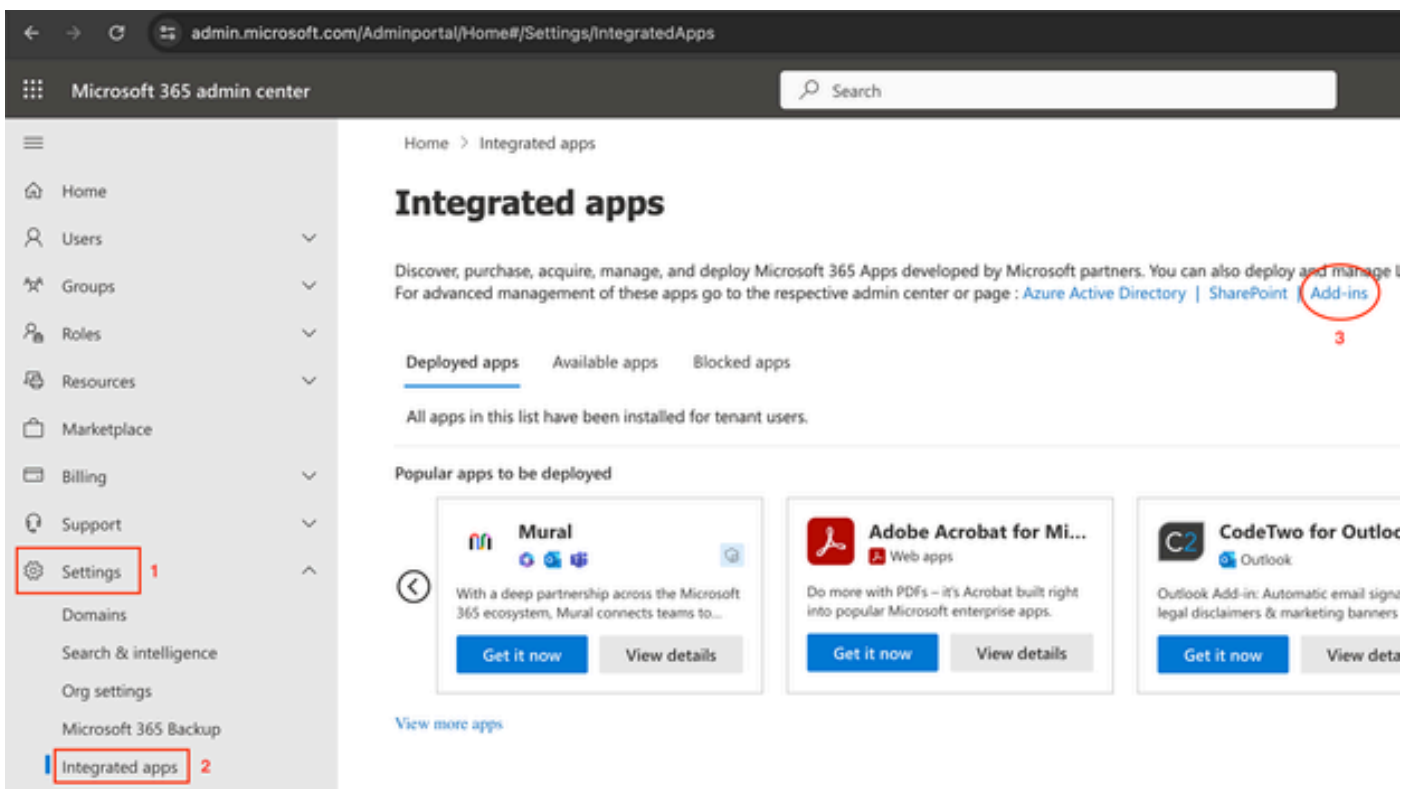 admin.microsoft.com/Adminportal/Home#/Settings/IntegratedApps
Microsoft 365 admin center
Search
Home
Users
Groups
Roles
Resources
Marketplace
Billing
Support
Settings 1
Domains
Search & intelligence
Org settings
Microsoft 365 Backup
Integrated apps 2
Home > Integrated apps
Integrated apps
Discover, purchase, acquire, manage, and deploy Microsoft 365 Apps developed by Microsoft partners. You can also deploy and manage L
For advanced management of these apps go to the respective admin center or page : Azure Active Directory | SharePoint | Add-ins
3
Deployed apps Available apps Blocked apps
All apps in this list have been installed for tenant users.
Popular apps to be deployed
Mural
With a deep partnership across the Microsoft
365 ecosystem, Mural connects teams to...
Get it now View details
Adobe Acrobat for Mi...
Web apps
Do more with PDFs – it's Acrobat built right
into popular Microsoft enterprise apps.
Get it now View details
C2
CodeTwo for Outloo
Outlook
Outlook Add-in: Automatic email signa
legal disclaimers & marketing banners
Get it now View deta
View more apps